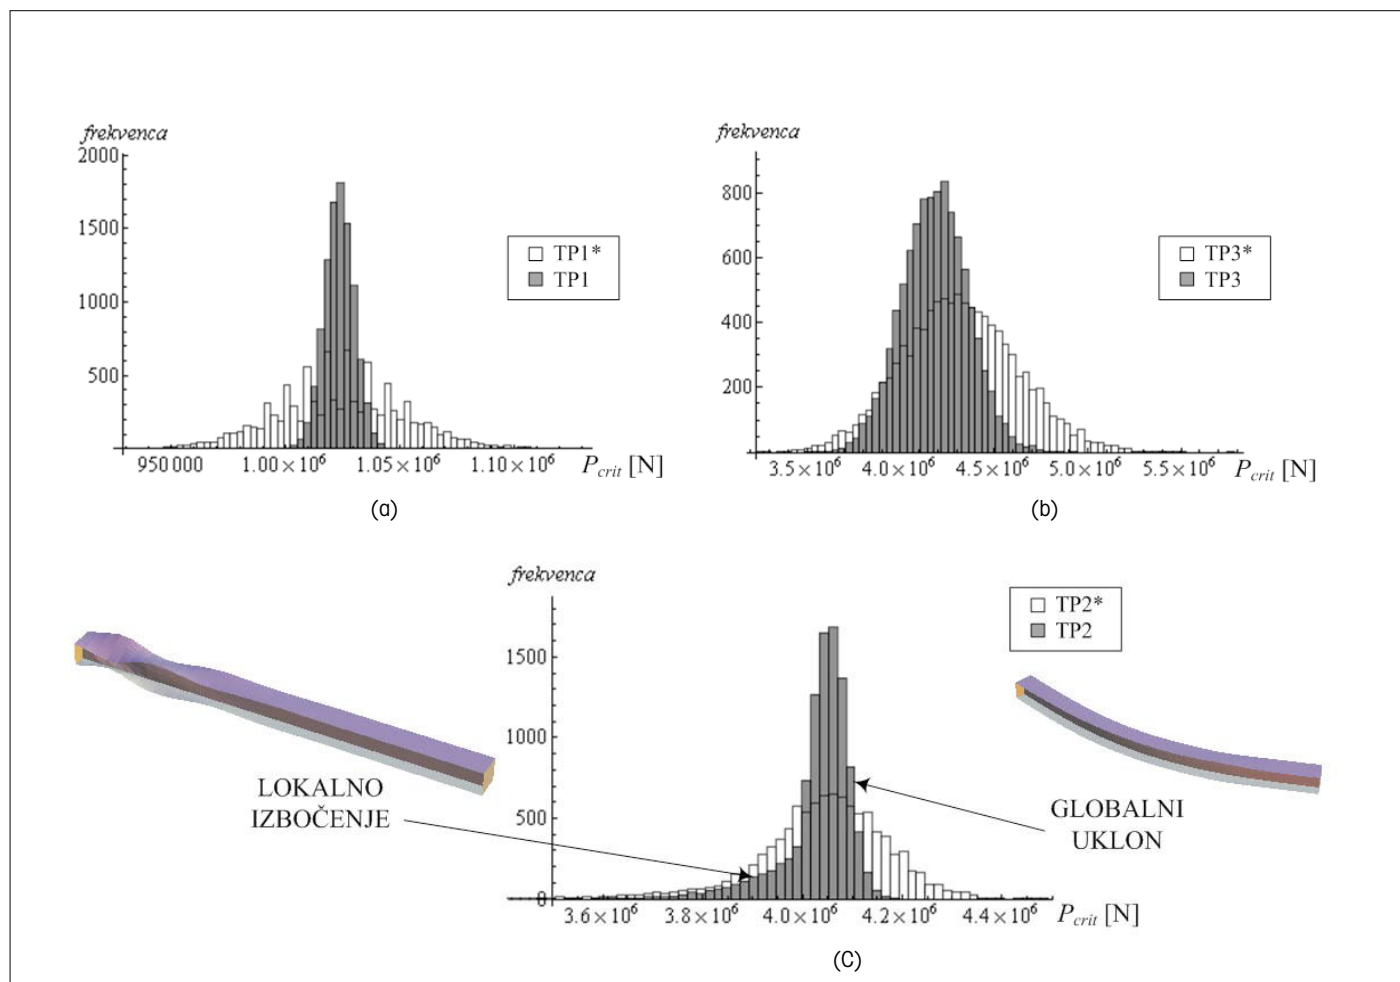 frekvenca
2000
1500
1000
500
TP1*
TP1
950000
1.00×10⁶
1.05×10⁶
1.10×10⁶
P_crit [N]
(a)
frekvenca
800
600
400
200
TP3*
TP3
3.5×10⁶
4.0×10⁶
4.5×10⁶
5.0×10⁶
5.5×10⁶
P_crit [N]
(b)
frekvenca
1500
1000
500
0
TP2*
TP2
LOKALNO
IZBOČENJE
GLOBALNI
UKLON
3.6×10⁶
3.8×10⁶
4.0×10⁶
4.2×10⁶
4.4×10⁶
P_crit [N]
(C)